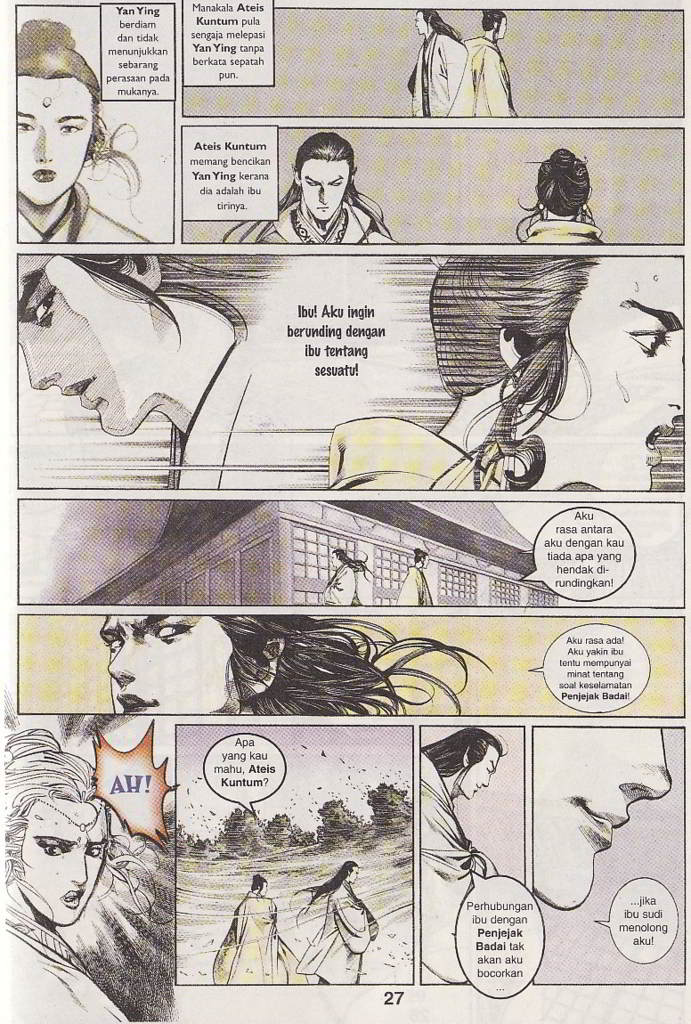 Yan Ying
berdiam
dan tidak
menunjukkan
sebarang
perasaan pada
mukanya.
Manakala Ateis
Kuntum pula
sengaja melepasi
Yan Ying tanpa
berkata sepatah
pun.
Ateis Kuntum
memang bencikan
Yan Ying kerana
dia adalah ibu
tirinya.
Ibu! Aku ingin
berunding dengan
ibu tentang
sesuatu!
Aku
rasa antara
aku dengan kau
tiada apa yang
hendak di-
rundingkan!
Aku rasa ada!
Aku yakin ibu
tentu mempunyai
minat tentang
soal keselamatan
Penjejak Badai!
AH!
Apa
yang kau
mahu, Ateis
Kuntum?
Perhubungan
ibu dengan
Penjejak
Badai tak
akan aku
bocorkan
...
...jika
ibu sudi
menolong
aku!
27